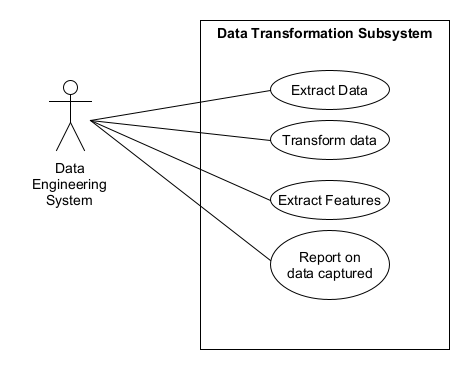 Data Transformation Subsystem
Extract Data
Transform data
Data
Engineering
System
Extract Features
Report on
data captured